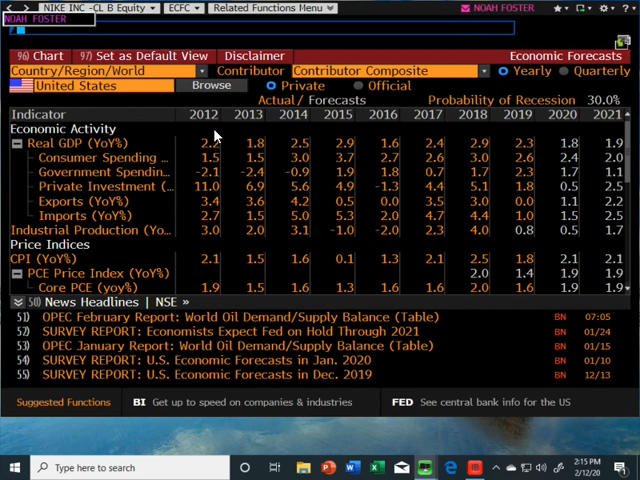 NIKE INC -CL B Equity ECFC Related Functions Menu NOAH FOSTER
NOAH FOSTER
96) Chart 97) Set as Default View Disclaimer Economic Forecasts
Country/Region/World Contributor Contributor Composite Yearly Quarterly
United States Browse Private Official
Actual / Forecasts Probability of Recession 30.0%
Indicator 2012 2013 2014 2015 2016 2017 2018 2019 2020 2021
Economic Activity
Real GDP (YoY%) 2.2 1.8 2.5 2.9 1.6 2.4 2.9 2.3 1.8 1.9
Consumer Spending ... 1.5 1.5 3.0 3.7 2.7 2.6 3.0 2.6 2.4 2.0
Government Spendin... -2.1 -2.4 -0.9 1.9 1.8 0.7 1.7 2.3 1.7 1.1
Private Investment (... 11.0 6.9 5.6 4.9 -1.3 4.4 5.1 1.8 0.5 2.5
Exports (YoY%) 3.4 3.6 4.2 0.5 0.0 3.5 3.0 0.0 1.1 2.2
Imports (YoY%) 2.7 1.5 5.0 5.3 2.0 4.7 4.4 1.0 1.5 2.5
Industrial Production (Yo... 3.0 2.0 3.1 -1.0 -2.0 2.3 4.0 0.8 0.5 1.7
Price Indices
CPI (YoY%) 2.1 1.5 1.6 0.1 1.3 2.1 2.5 1.8 2.1 2.1
PCE Price Index (YoY%) 2.0 1.4 1.9 1.9
Core PCE (yoy%) 1.9 1.5 1.6 1.3 1.6 1.6 2.0 1.6 1.9 1.9
50) News Headlines | NSE »
51) OPEC February Report: World Oil Demand/Supply Balance (Table) BN 07:05
52) SURVEY REPORT: Economists Expect Fed on Hold Through 2021 BN 01/24
53) OPEC January Report: World Oil Demand/Supply Balance (Table) BN 01/15
54) SURVEY REPORT: U.S. Economic Forecasts in Jan. 2020 BN 01/10
55) SURVEY REPORT: U.S. Economic Forecasts in Dec. 2019 BN 12/13
Suggested Functions BI Get up to speed on companies & industries FED See central bank info for the US
Type here to search 2:15 PM
2/12/20